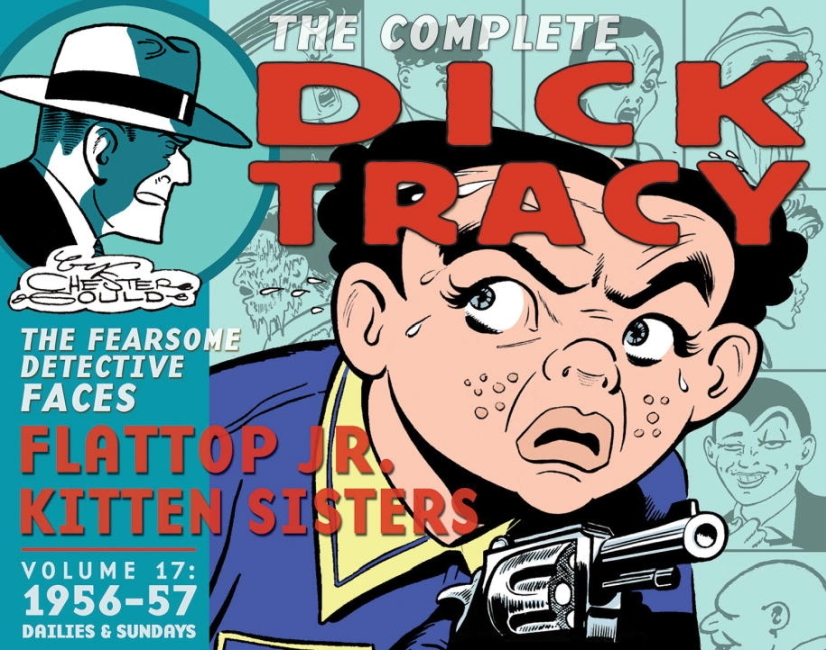 THE COMPLETE
DICK
TRACY
BY
CHESTER
GOULD
THE FEARSOME
DETECTIVE
FACES
FLATTOP JR.
KITTEN SISTERS
VOLUME 17:
1956–57
DAILIES & SUNDAYS